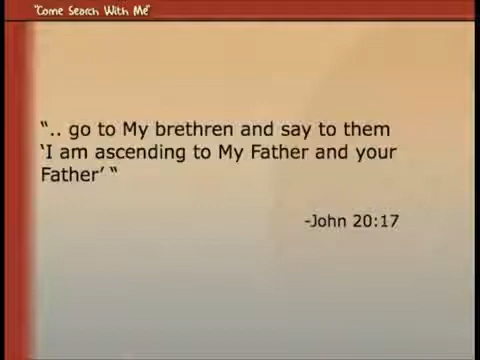 "Come Search With Me"
“.. go to My brethren and say to them
‘I am ascending to My Father and your
Father’ “
-John 20:17